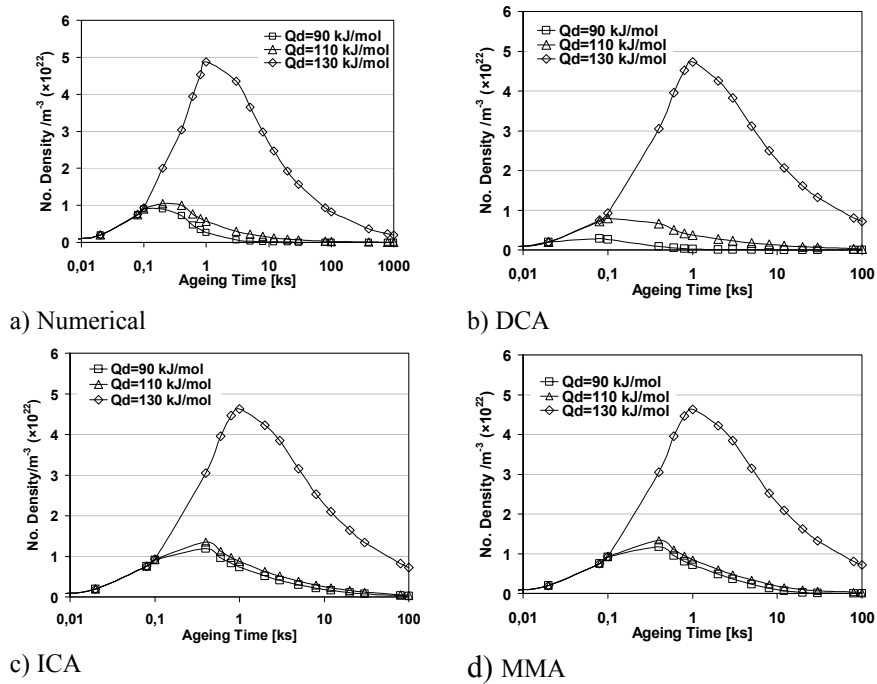 6
5
4
3
2
1
0
No. Density /m⁻³ (×10²²)
Qd=90 kJ/mol
Qd=110 kJ/mol
Qd=130 kJ/mol
0,01 0,1 1 10 100 1000
Ageing Time [ks]
a) Numerical
6
5
4
3
2
1
0
No. Density /m⁻³ (×10²²)
Qd=90 kJ/mol
Qd=110 kJ/mol
Qd=130 kJ/mol
0,01 0,1 1 10 100
Ageing Time [ks]
b) DCA
6
5
4
3
2
1
0
No. Density/m⁻³ (×10²²)
Qd=90 kJ/mol
Qd=110 kJ/mol
Qd=130 kJ/mol
0,01 0,1 1 10 100
Ageing Time [ks]
c) ICA
6
5
4
3
2
1
0
No. Density /m⁻³ (×10²²)
Qd=90 kJ/mol
Qd=110 kJ/mol
Qd=130 kJ/mol
0,01 0,1 1 10 100
Ageing Time [ks]
d) MMA